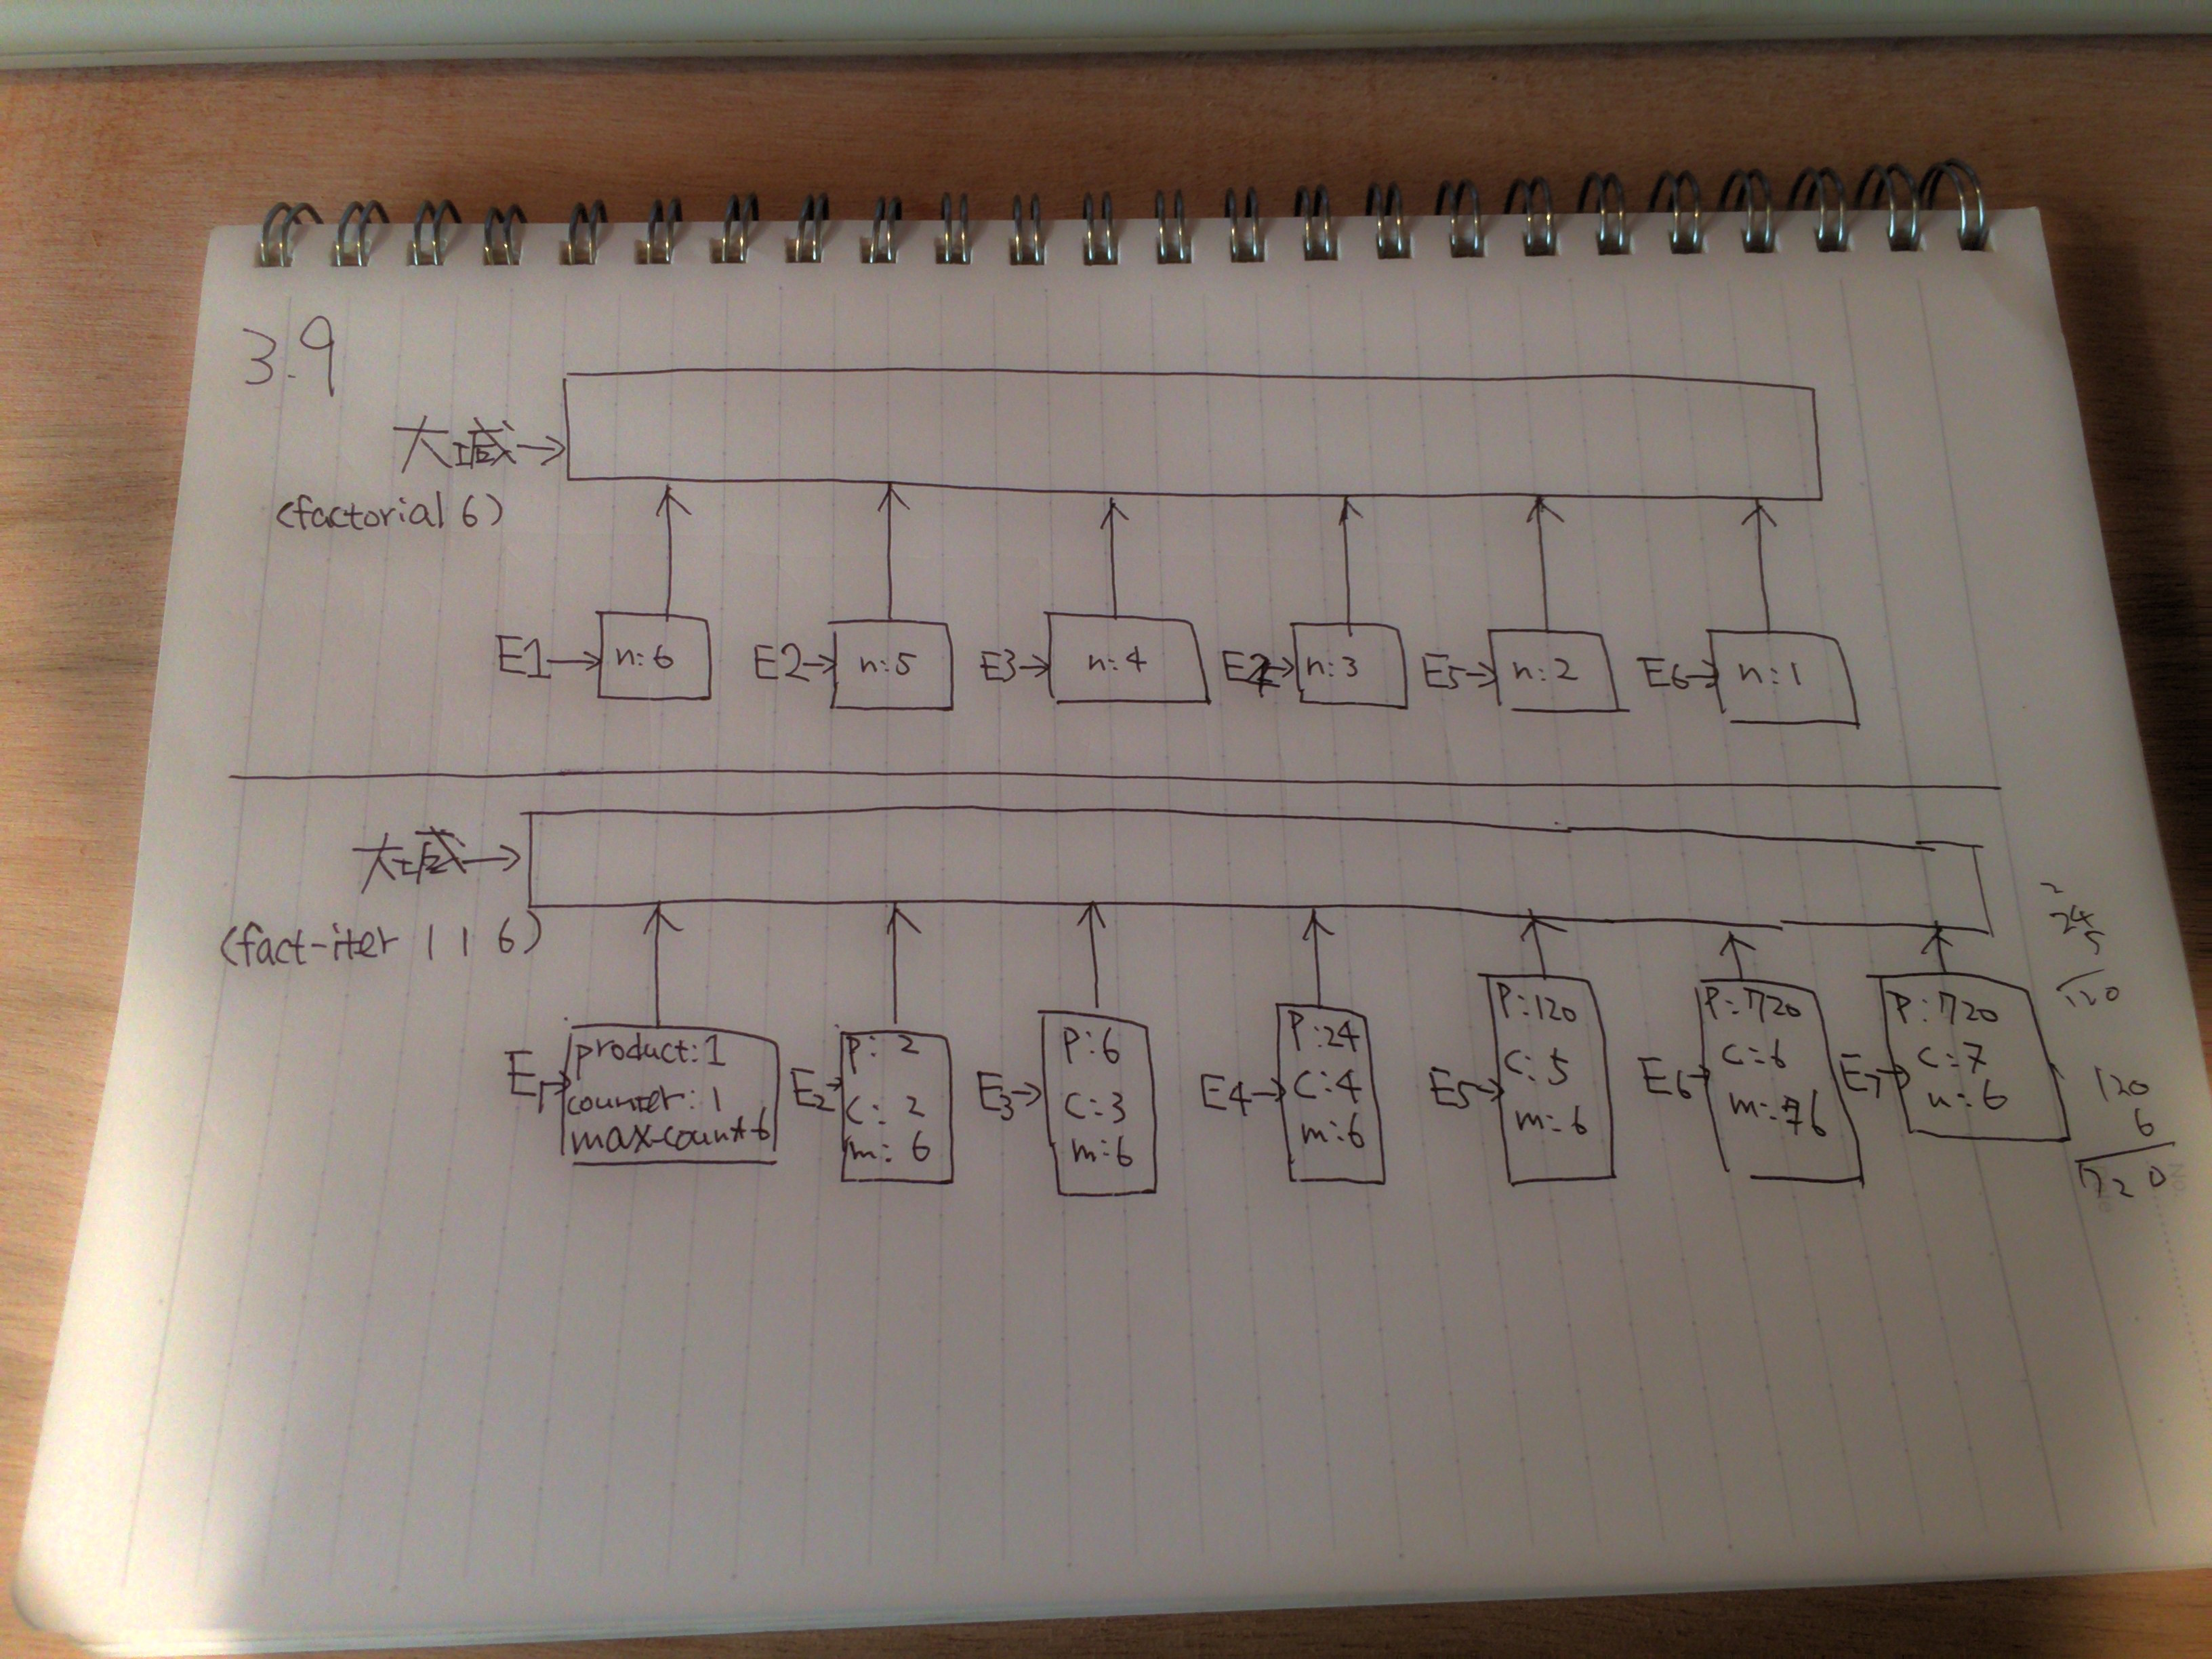 3.9
大域→
(factorial 6)
E1→ n:6
E2→ n:5
E3→ n:4
E4→ n:3
E5→ n:2
E6→ n:1
大域→
(fact-iter 1 1 6)
E1→
product:1
counter:1
max-count 6
E2→
P: 2
C: 2
m: 6
E3→
P:6
C:3
m:6
E4→
P:24
C:4
m:6
E5→
P:120
C:5
m:6
E6→
P:720
C:6
m:6
E7→
P:720
C:7
n:6
2
24
5
120
120
6
720